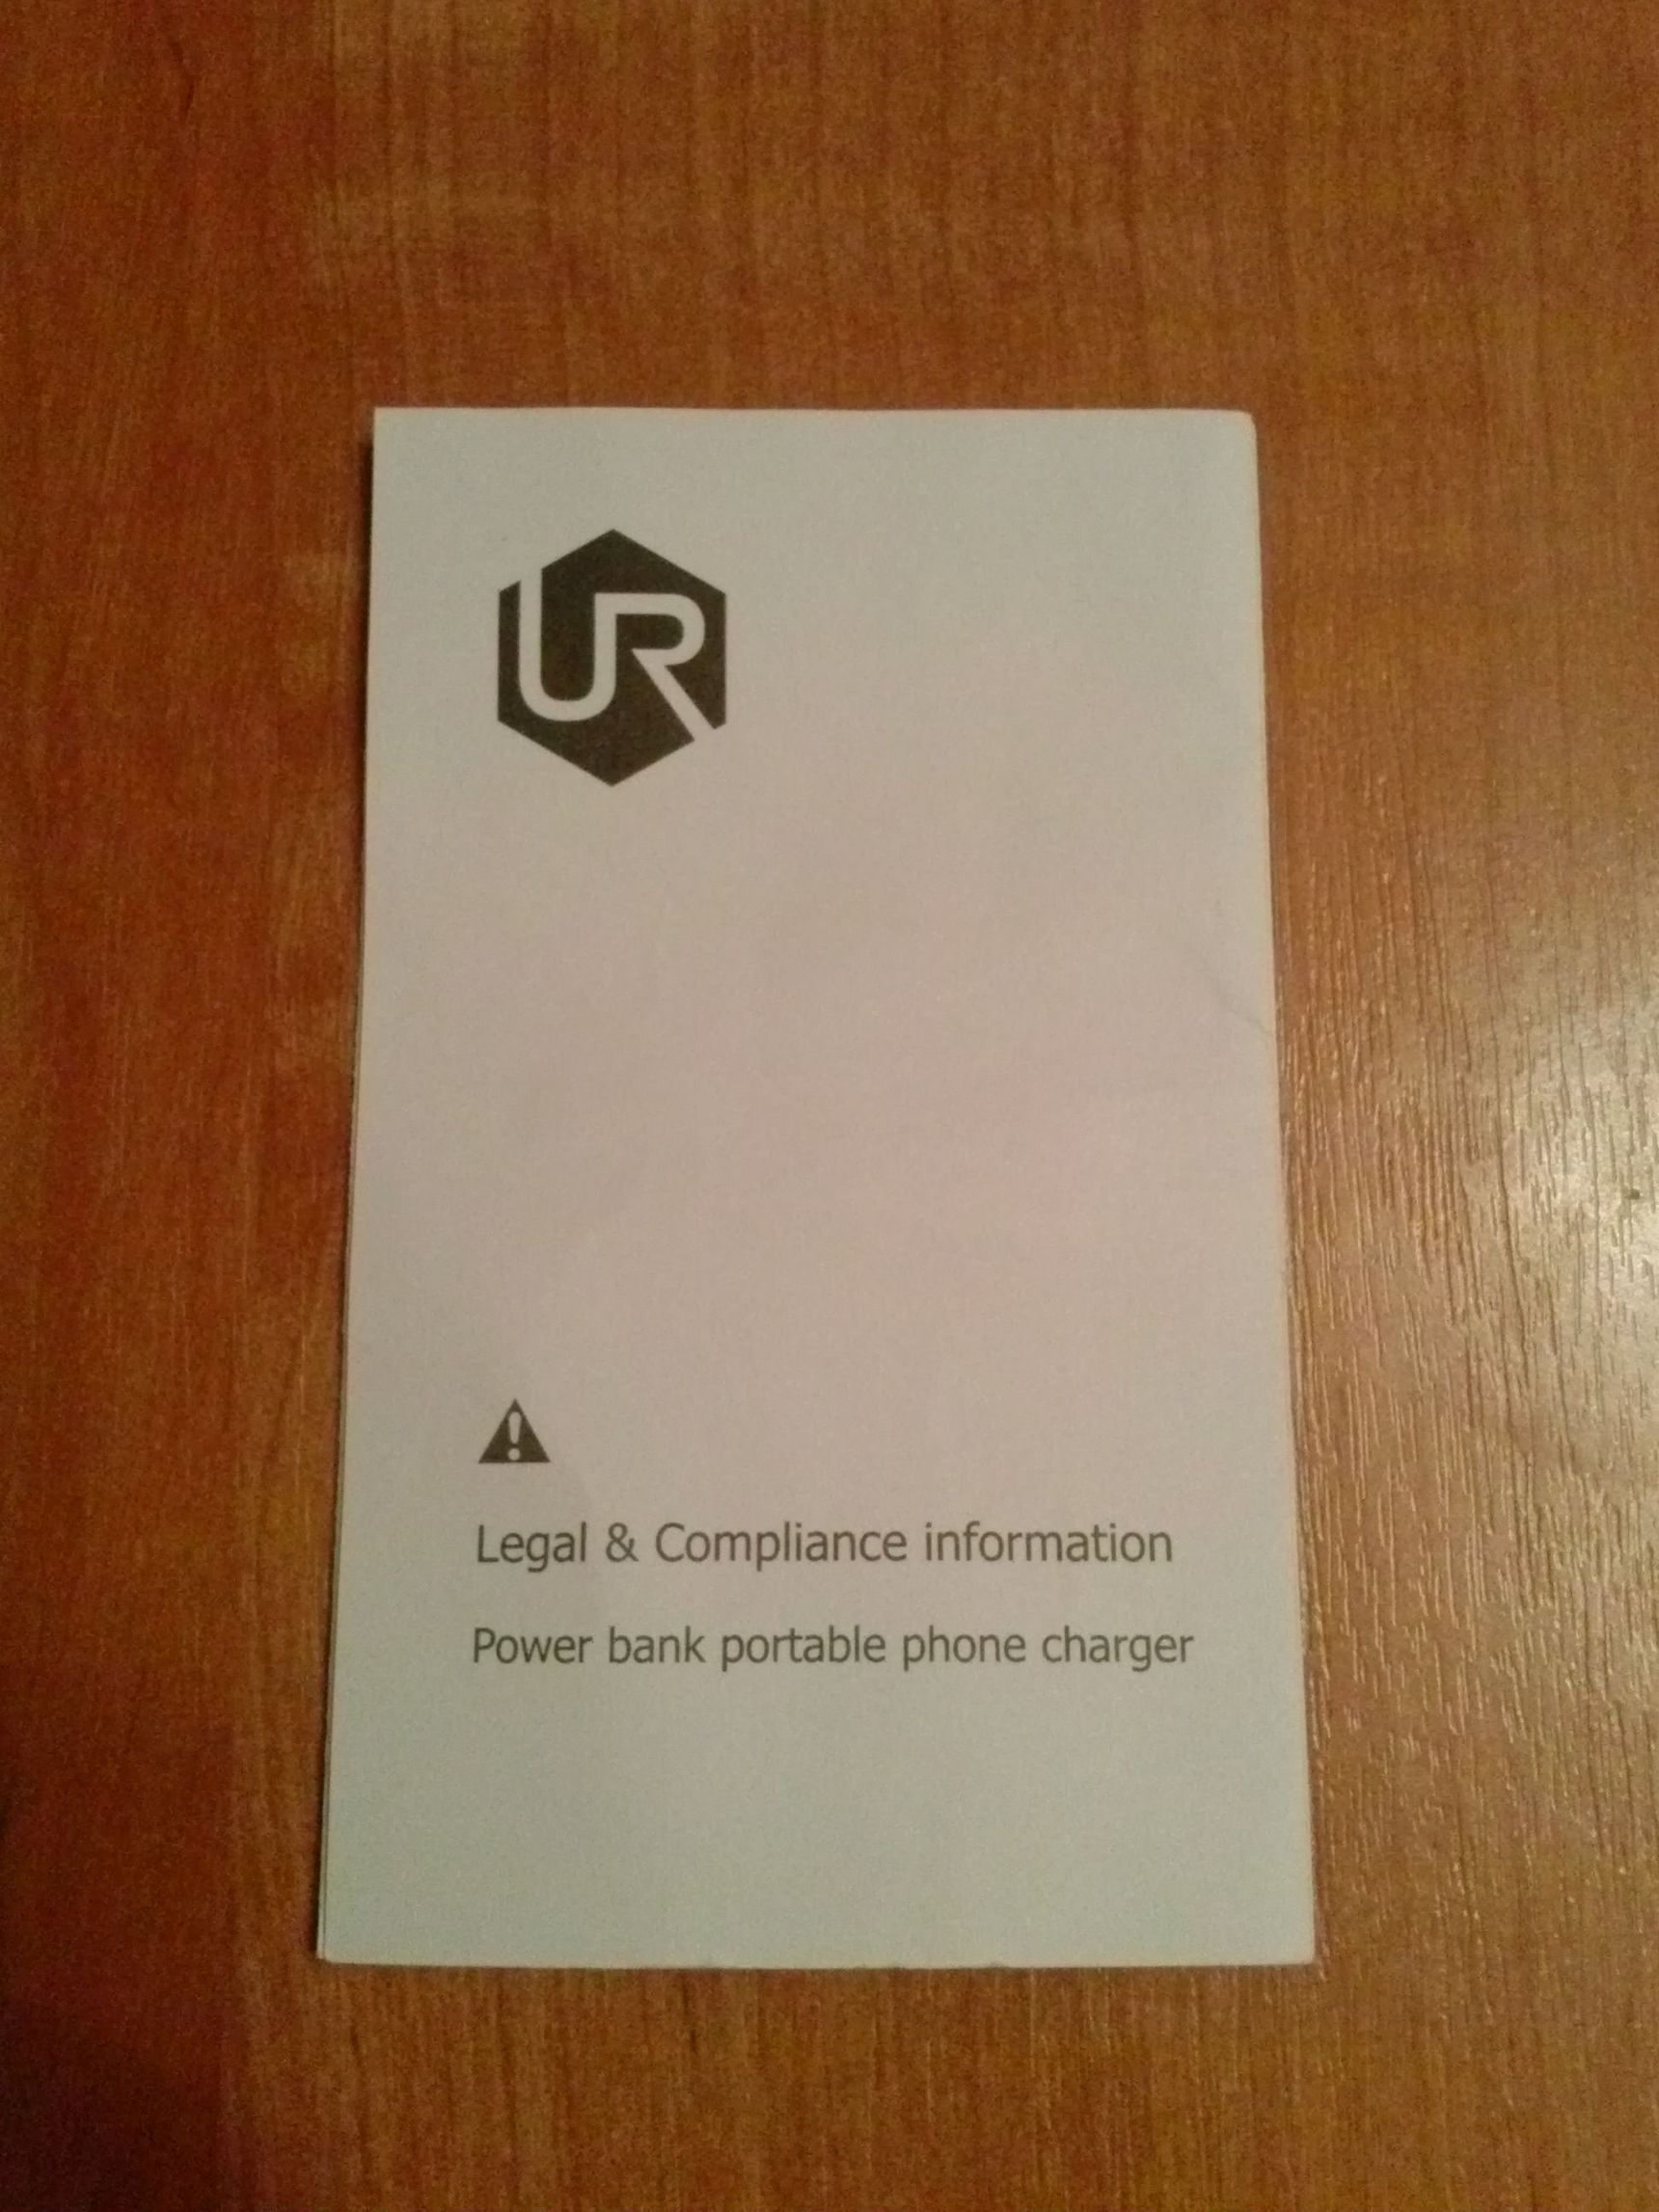 UR
Legal & Compliance information
Power bank portable phone charger